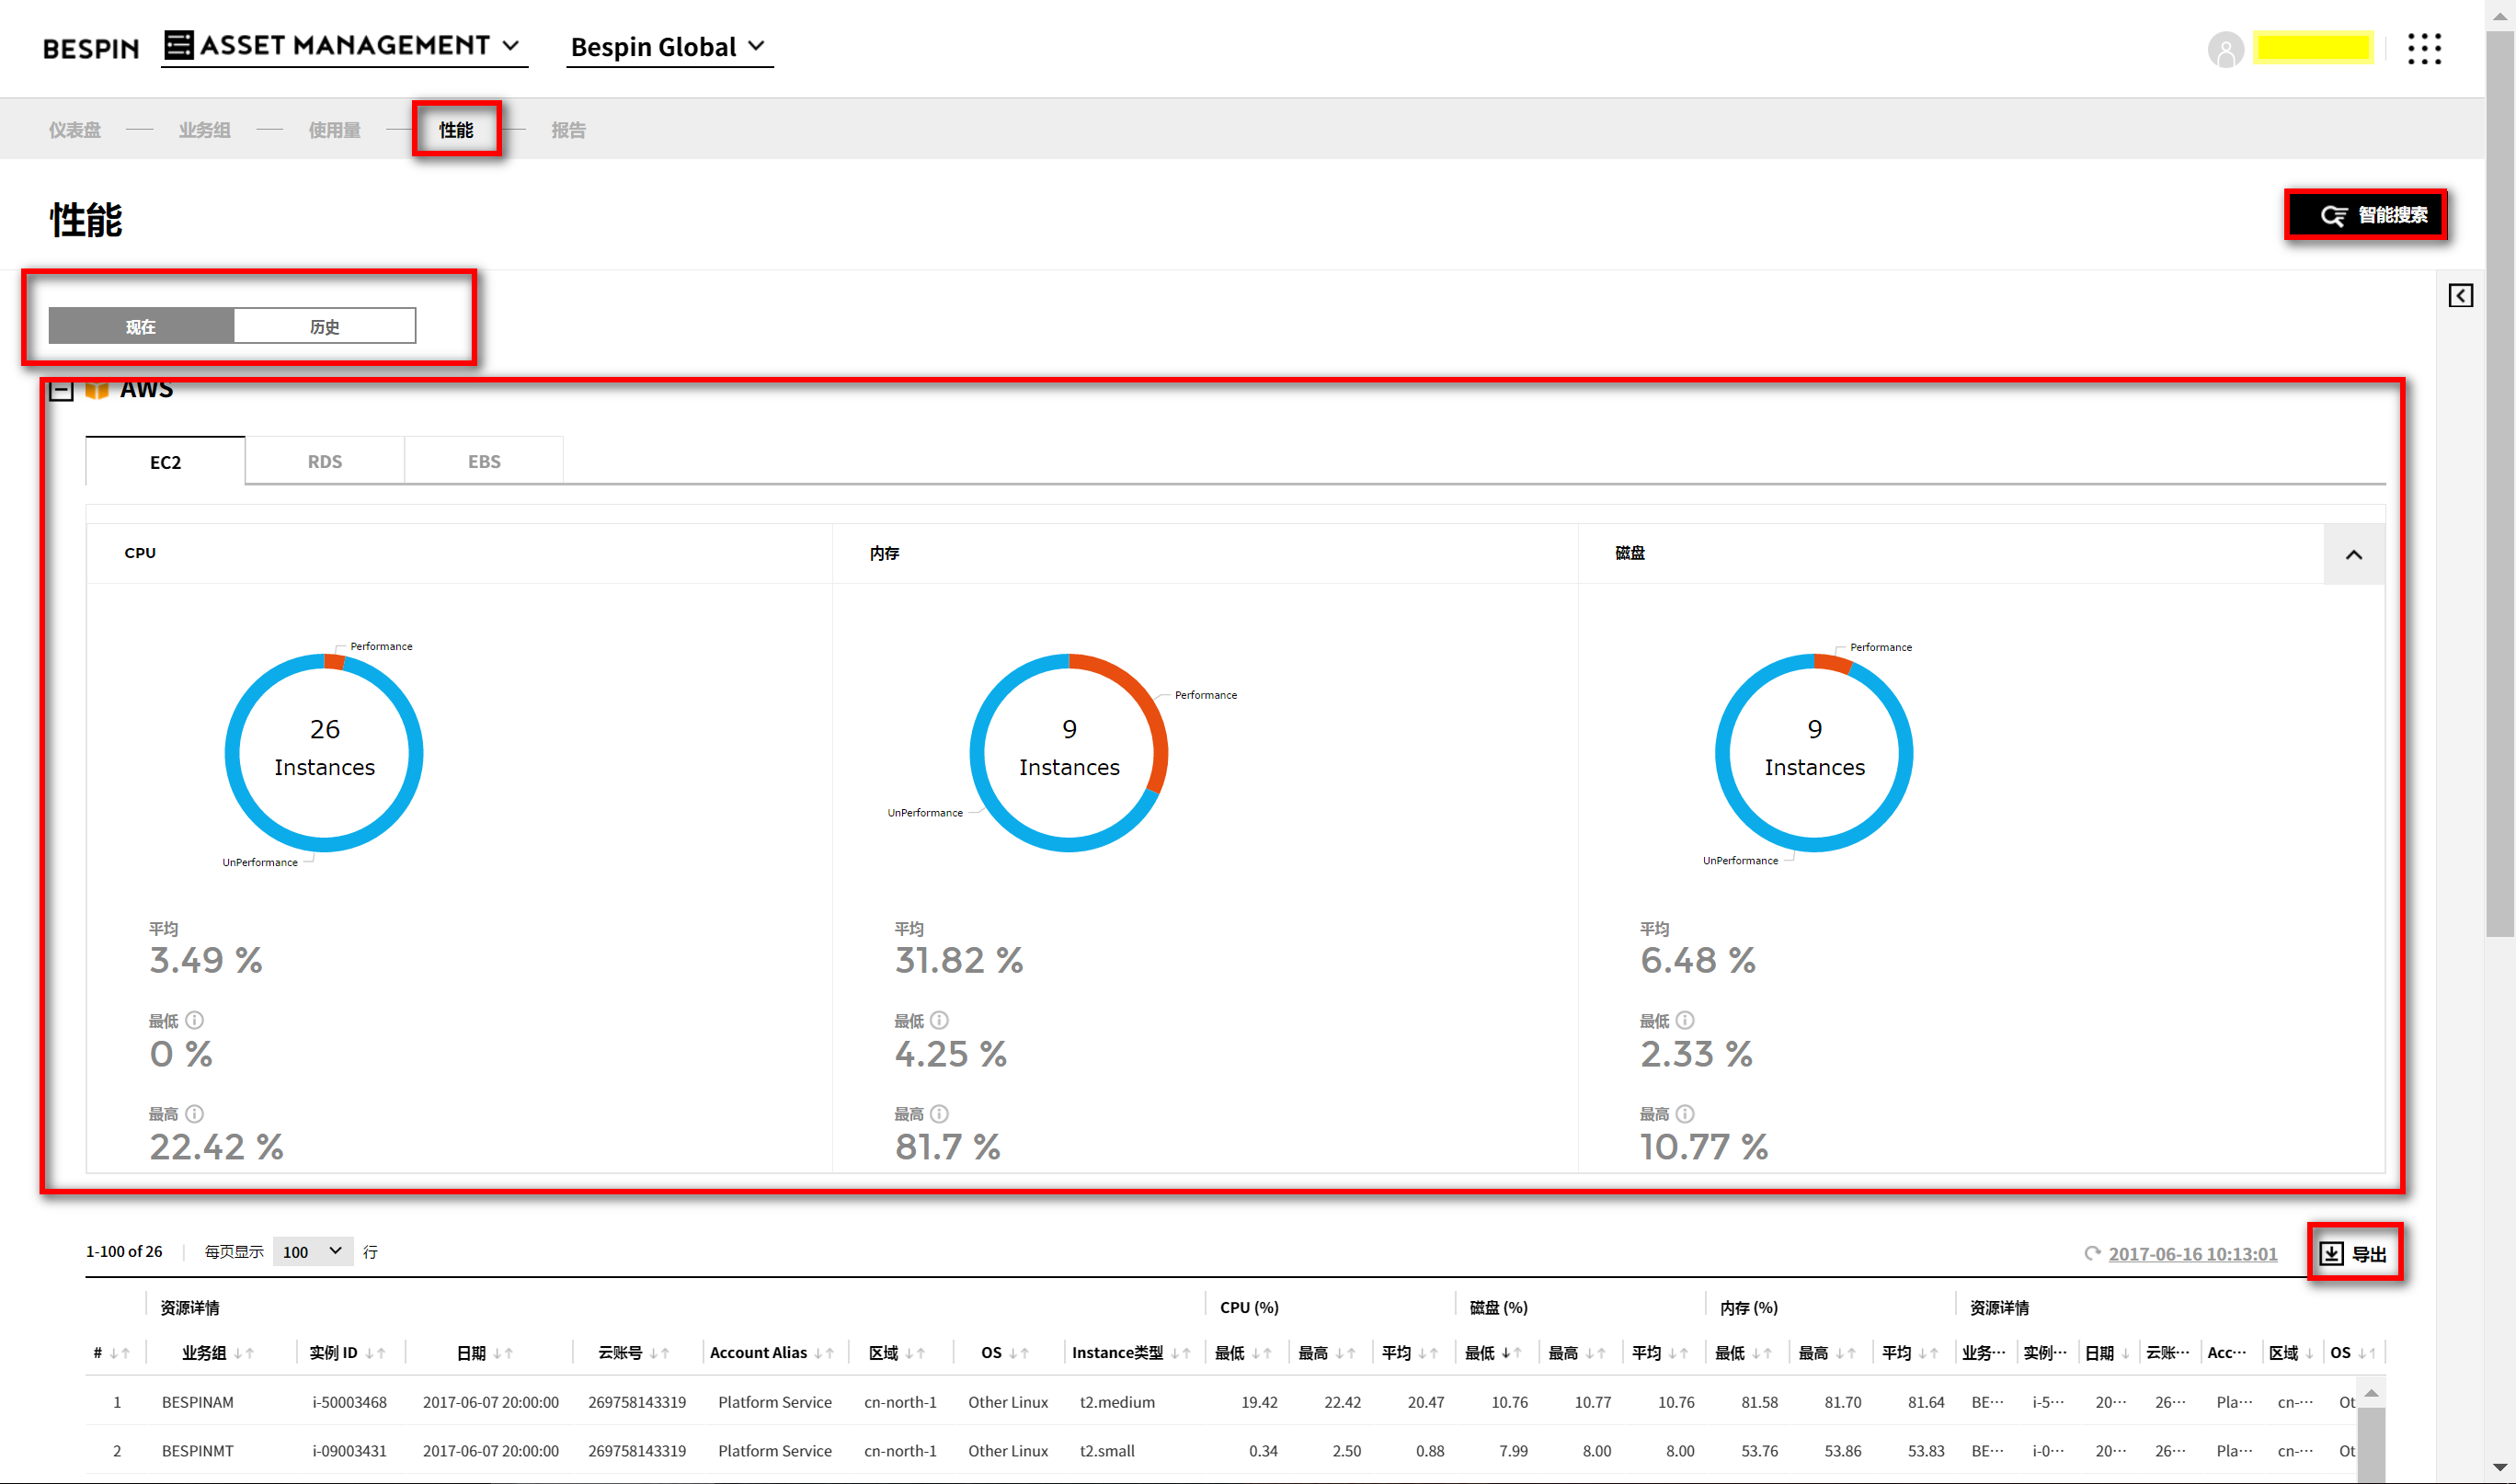 BESPIN ASSET MANAGEMENT Bespin Global
仪表盘 业务组 使用量 性能 报告
性能 智能搜索
现在 历史
AWS
EC2 RDS EBS
CPU 内存 磁盘
Performance
26
Instances
UnPerformance
Performance
9
Instances
UnPerformance
Performance
9
Instances
UnPerformance
平均 平均 平均
3.49 % 31.82 % 6.48 %
最低 最低 最低
0 % 4.25 % 2.33 %
最高 最高 最高
22.42 % 81.7 % 10.77 %
1-100 of 26 每页显示 100 行 2017-06-16 10:13:01 导出
资源详情 CPU (%) 磁盘 (%) 内存 (%) 资源详情
# 业务组 实例 ID 日期 云账号 Account Alias 区域 OS Instance类型 最低 最高 平均 最低 最高 平均 最低 最高 平均 业务… 实例… 日期 云账… Acc… 区域 OS
1 BESPINAM i-50003468 2017-06-07 20:00:00 269758143319 Platform Service cn-north-1 Other Linux t2.medium 19.42 22.42 20.47 10.76 10.77 10.76 81.58 81.70 81.64 BE… i-5… 20… 26… Pla… cn-… Ot
2 BESPINMT i-09003431 2017-06-07 20:00:00 269758143319 Platform Service cn-north-1 Other Linux t2.small 0.34 2.50 0.88 7.99 8.00 8.00 53.76 53.86 53.83 BE… i-0… 20… 26… Pla… cn-… Ot